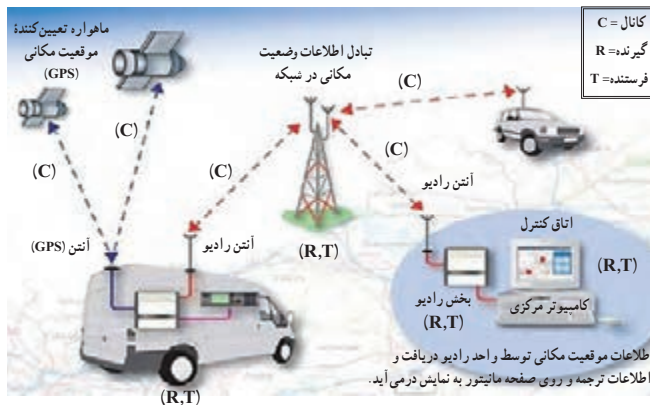 کانال = C
گیرنده = R
فرستنده = T
ماهواره تعیین‌کنندهٔ
موقعیت مکانی
(GPS)
تبادل اطلاعات وضعیت
مکانی در شبکه
(C)
(C)
(C)
(C)
(C)
آنتن رادیو
آنتن (GPS)
آنتن رادیو
(R,T)
اتاق کنترل
(R,T)
بخش رادیو
(R,T)
کامپیوتر مرکزی
(R,T)
طلاعات موقعیت مکانی توسط واحد رادیو دریافت و
اطلاعات ترجمه و روی صفحه مانیتور به نمایش درمی آید.